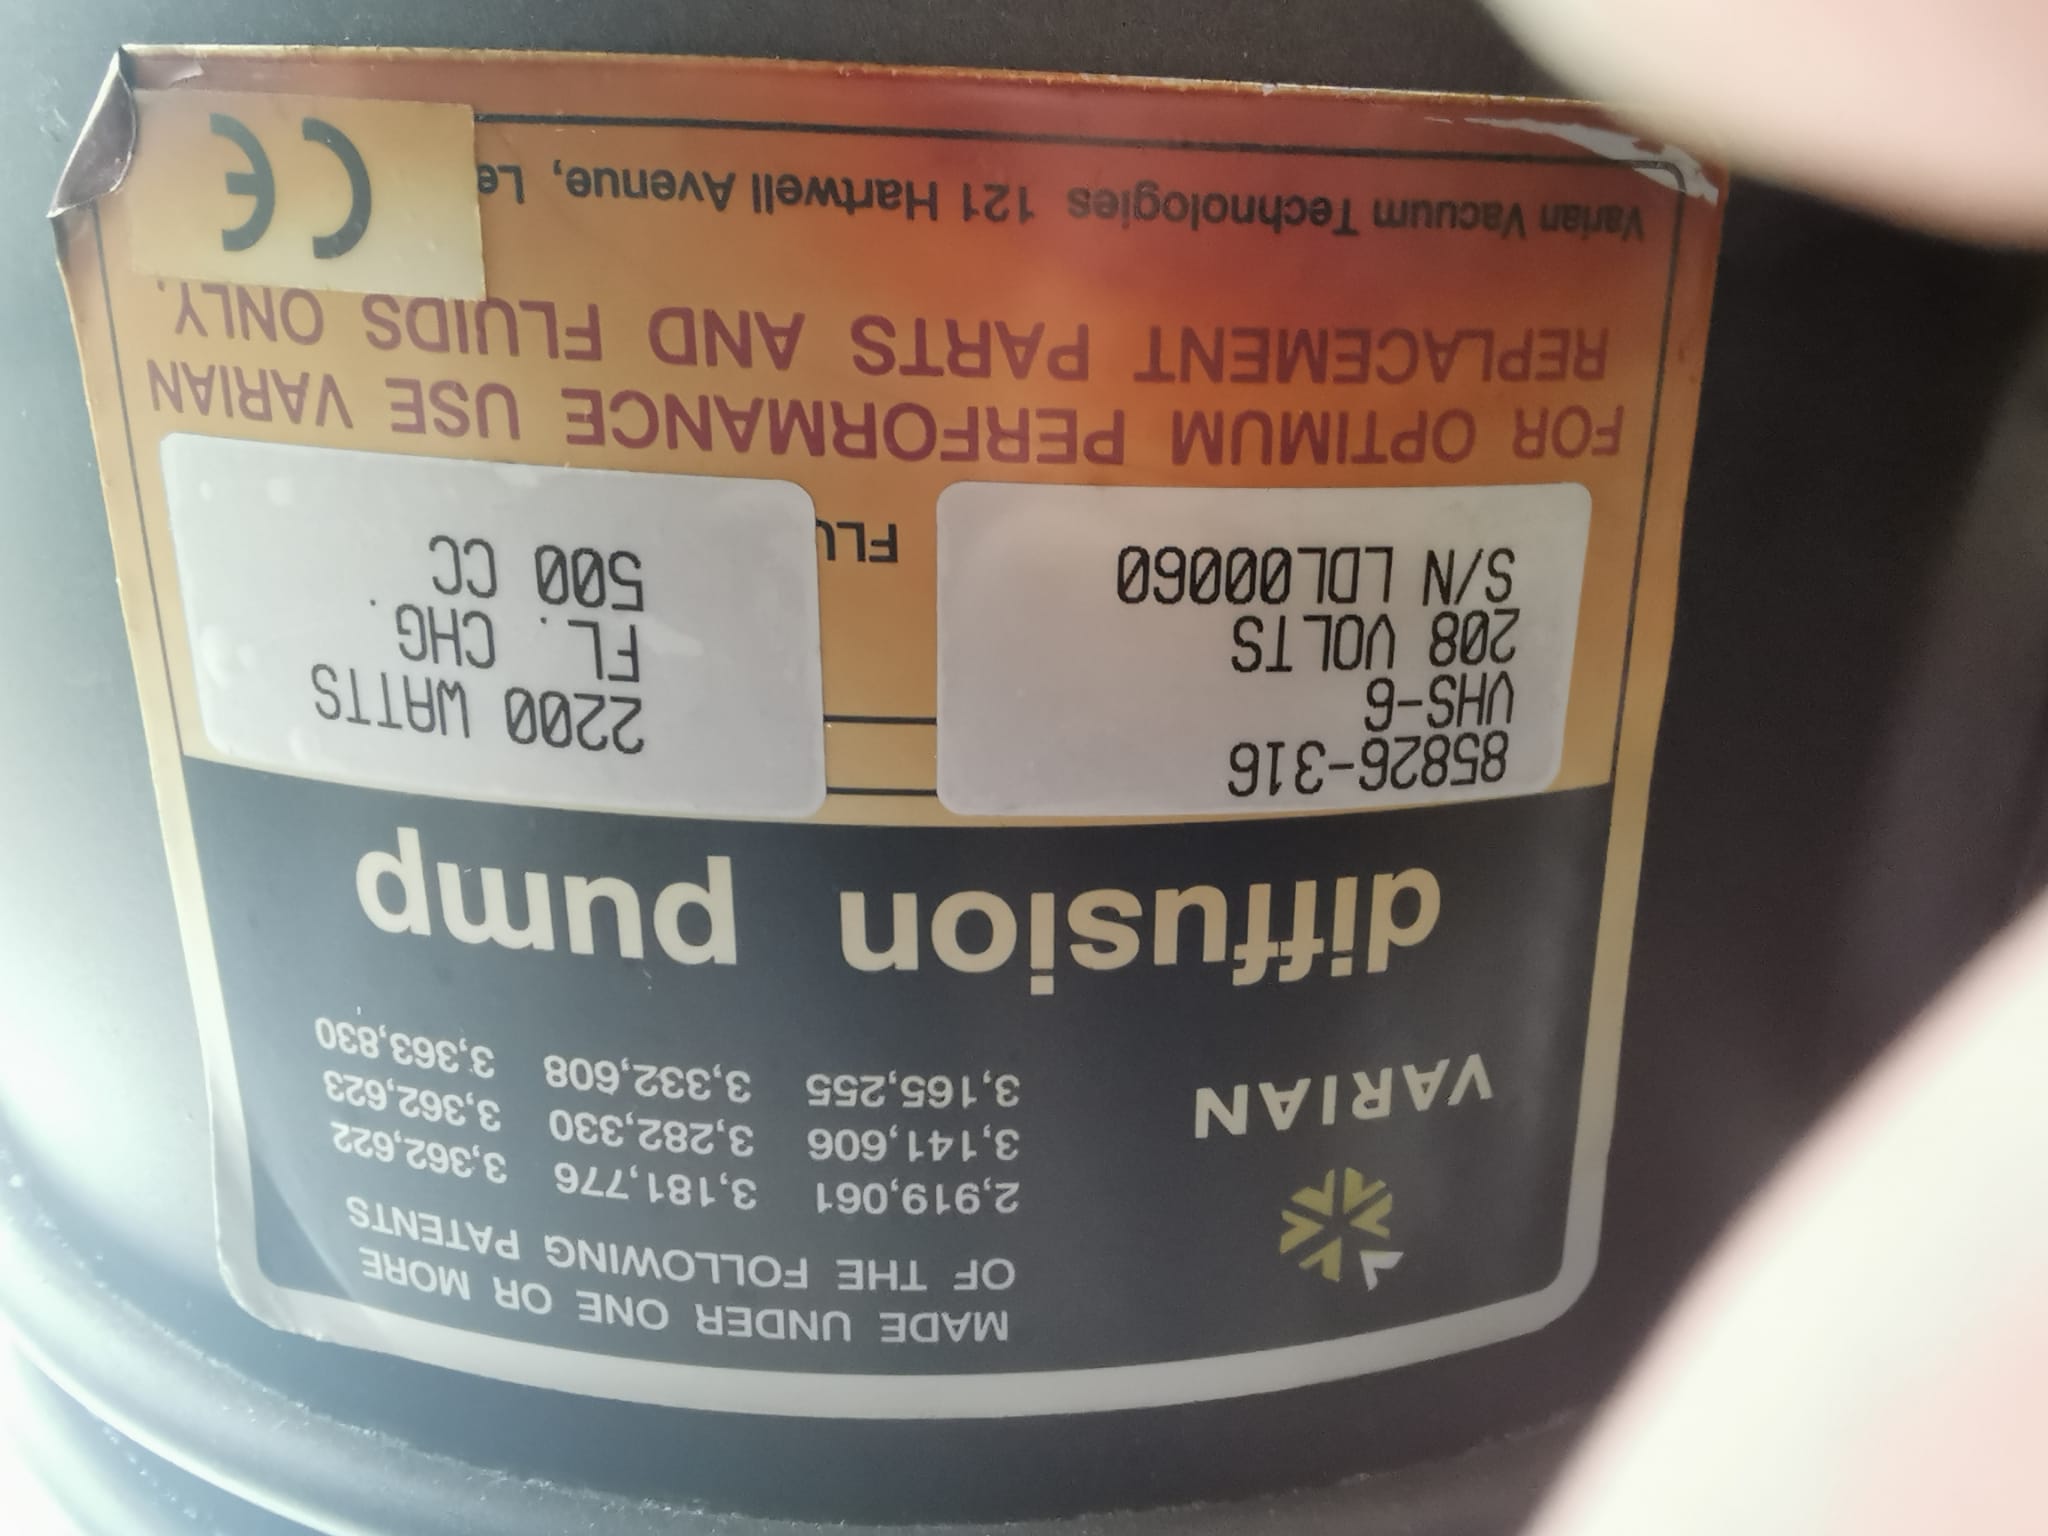 MADE UNDER ONE OR MORE
OF THE FOLLOWING PATENTS
2,919,061 3,181,776 3,362,622
3,141,606 3,282,330 3,362,623
3,165,255 3,332,608 3,363,830
VARIAN
diffusion pump
85826-316
VHS-6
208 VOLTS
S/N LDL00060
2200 WATTS
FL. CHG.
500 CC
FLU
FOR OPTIMUM PERFORMANCE USE VARIAN
REPLACEMENT PARTS AND FLUIDS ONLY.
Varian Vacuum Technologies 121 Hartwell Avenue, Le
CE